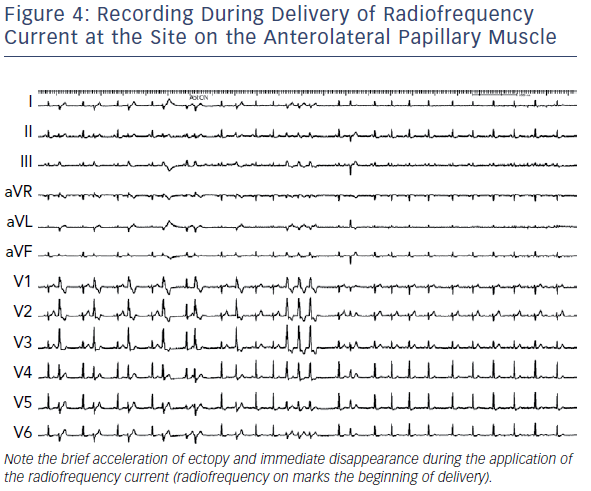 Figure 4: Recording During Delivery of Radiofrequency
Current at the Site on the Anterolateral Papillary Muscle
I
II
III
aVR
aVL
aVF
V1
V2
V3
V4
V5
V6
Note the brief acceleration of ectopy and immediate disappearance during the application of
the radiofrequency current (radiofrequency on marks the beginning of delivery).